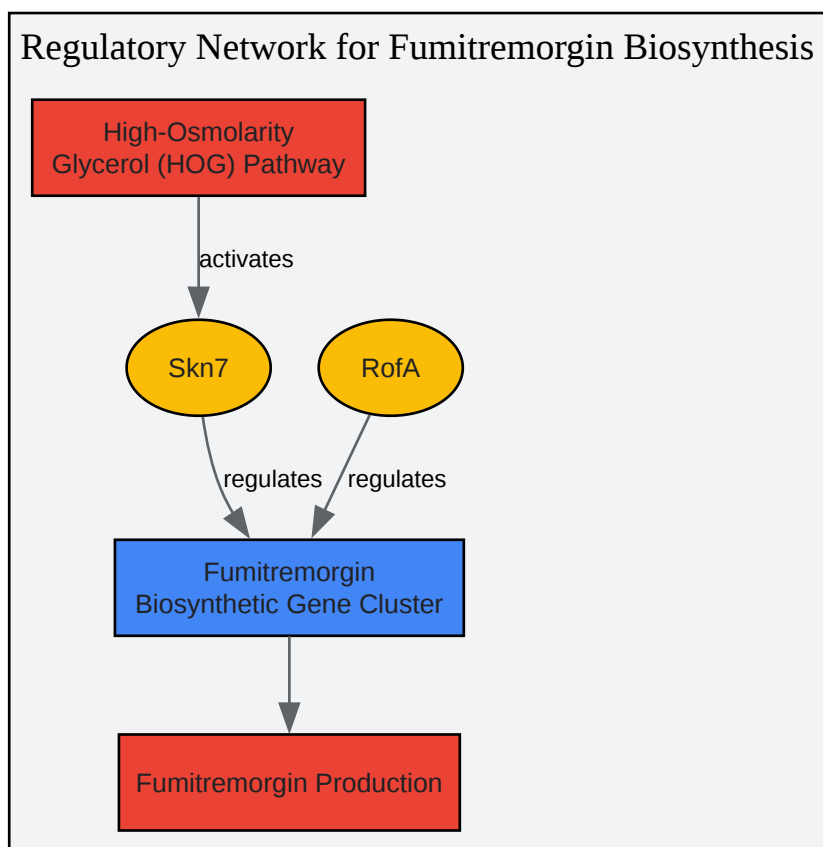 Regulatory Network for Fumitremorgin Biosynthesis
High-Osmolarity
Glycerol (HOG) Pathway
activates
Skn7
RofA
regulates
regulates
Fumitremorgin
Biosynthetic Gene Cluster
Fumitremorgin Production